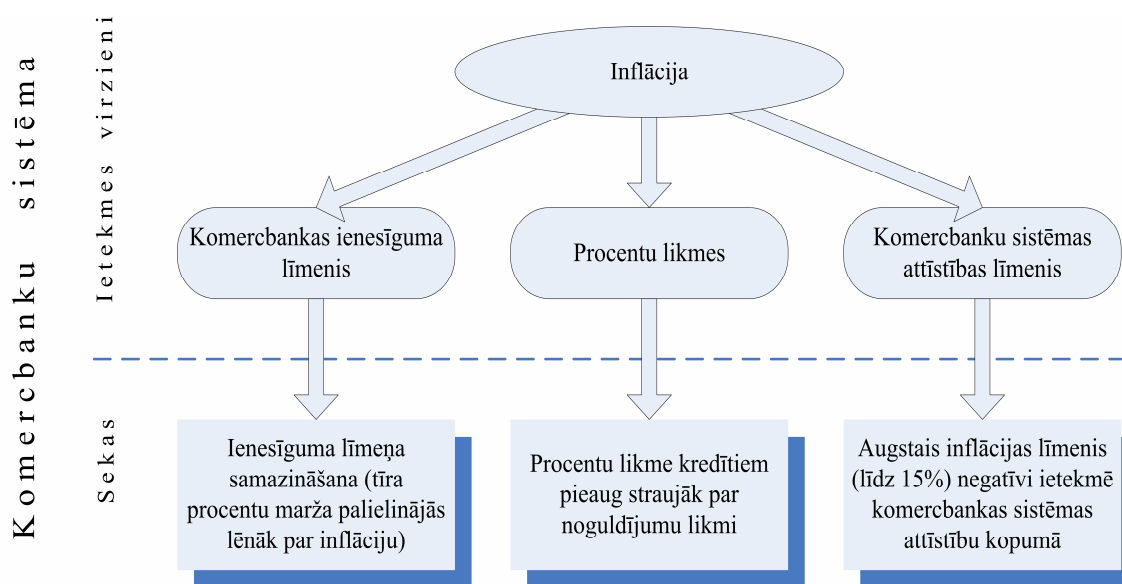 Komercbanku sistēma
Ietekmes virzieni
Inflācija
Komercbankas ienesīguma
līmenis
Procentu likmes
Komercbanku sistēmas
attīstības līmenis
Sekas
Ienesīguma līmeņa
samazināšana (tīra
procentu marža palielinājās
lēnāk par inflāciju)
Procentu likme kredītiem
pieaug straujāk par
noguldījumu likmi
Augstais inflācijas līmenis
(līdz 15%) negatīvi ietekmē
komercbankas sistēmas
attīstību kopumā